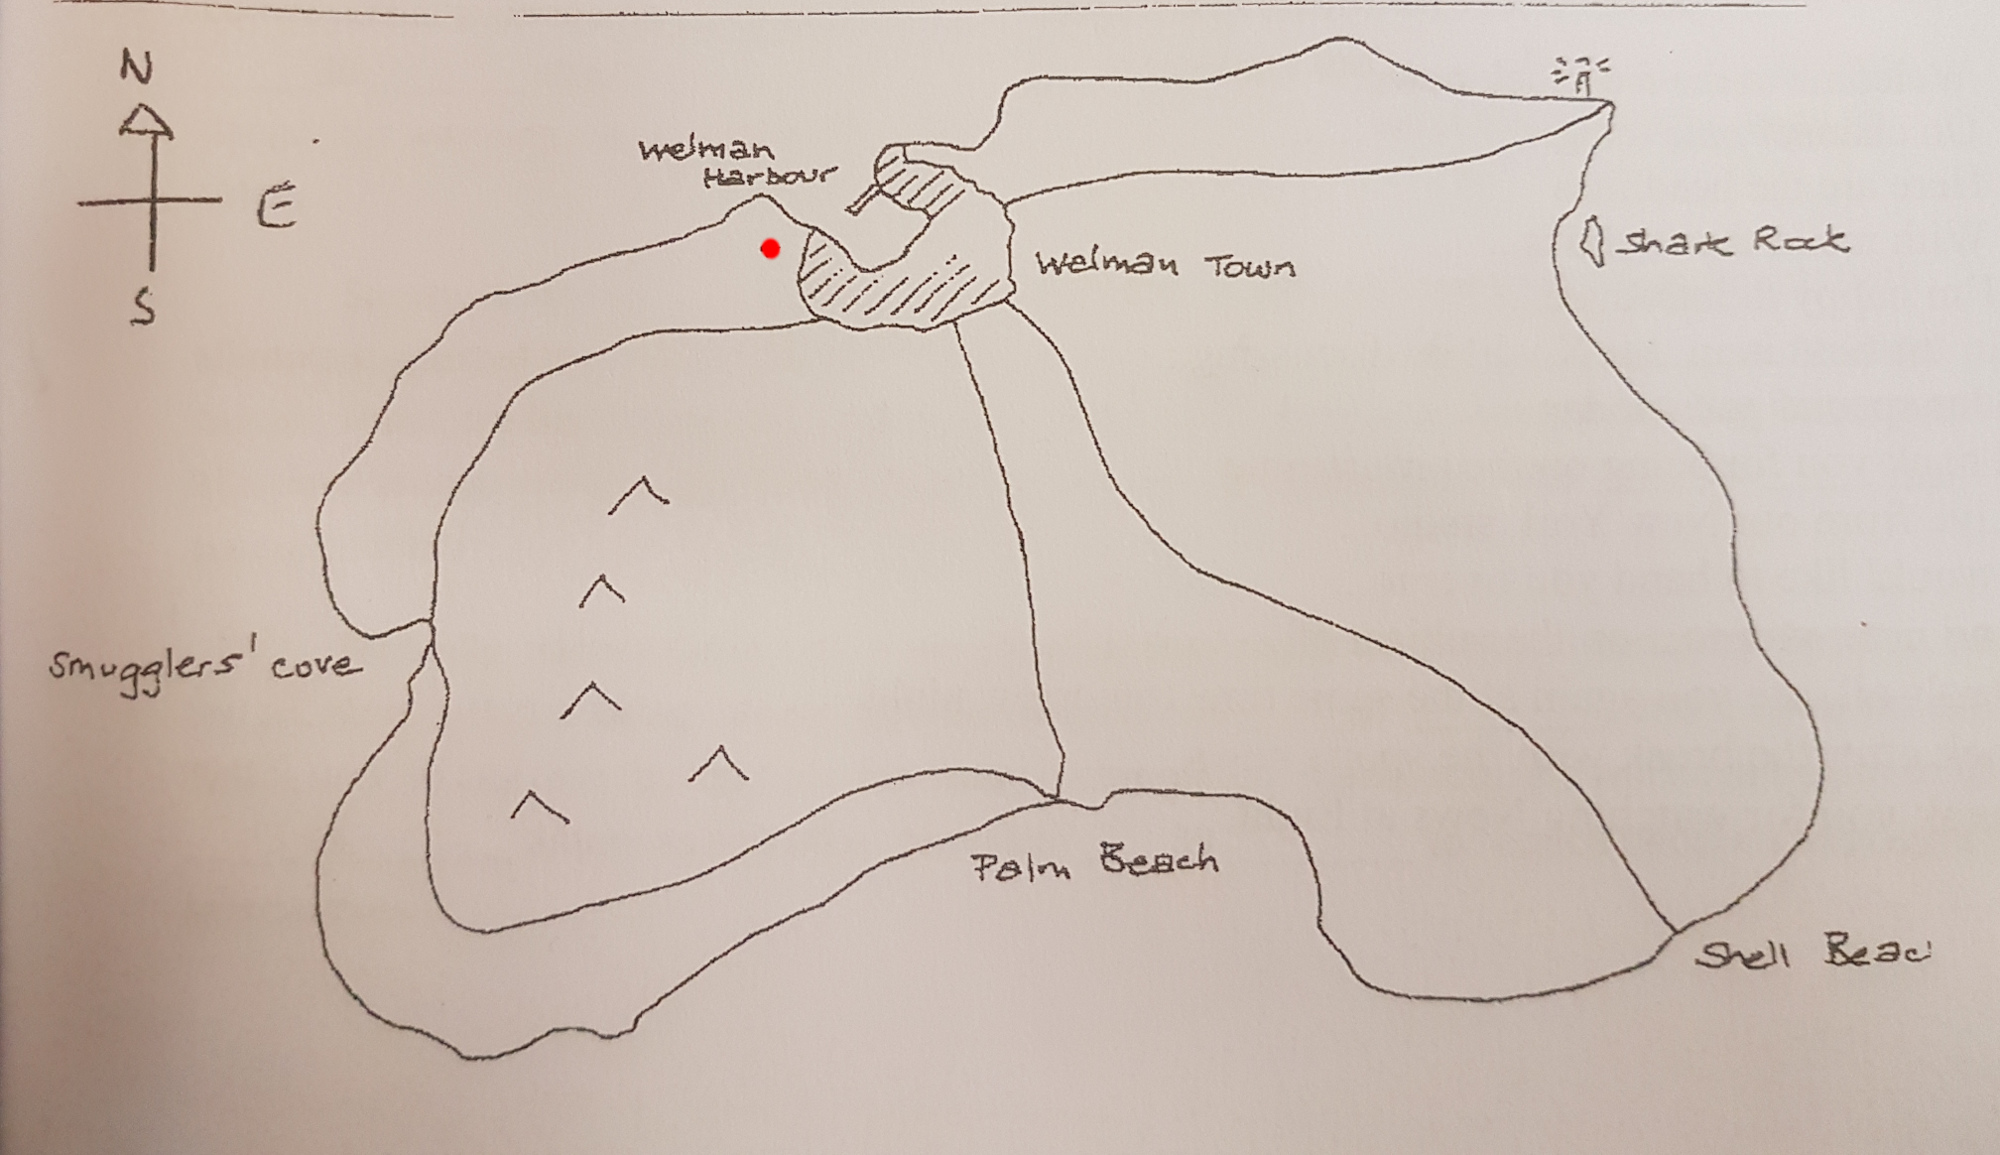 N
E
S
Welman
Harbour
Welman Town
Shark Rock
Smugglers' cove
Palm Beach
Shell Beac